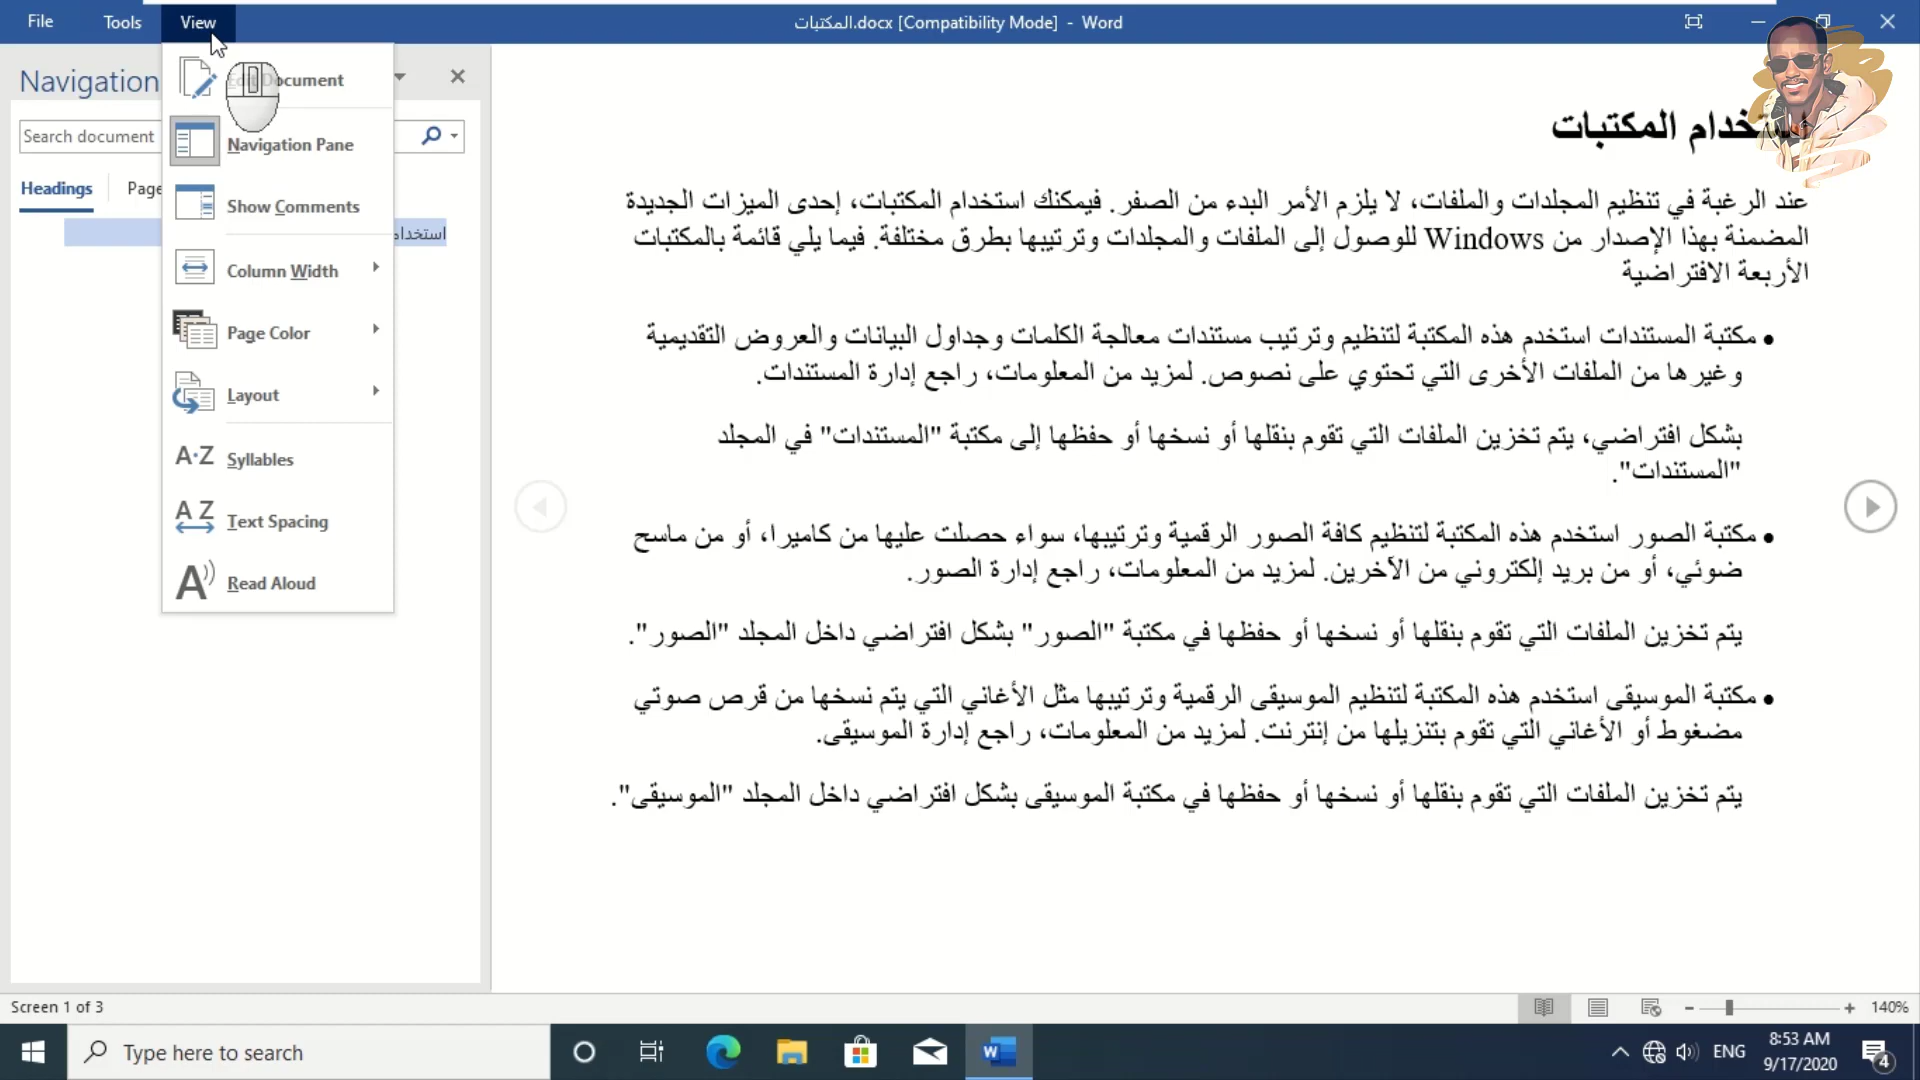 File
Tools
View
المكتبات.docx [Compatibility Mode] - Word
Navigation
Search document
Headings
استخدام
Document
Navigation Pane
Show Comments
Column Width
Page Color
Layout
A·Z Syllables
A Z Text Spacing
A Read Aloud
المكتبات
عند الرغبة في تنظيم المجلدات والملفات، لا يلزم الأمر البدء من الصفر. فيمكنك استخدام المكتبات، إحدى الميزات الجديدة
المضمنة بهذا الإصدار من Windows للوصول إلى الملفات والمجلدات وترتيبها بطرق مختلفة. فيما يلي قائمة بالمكتبات
الأربعة الافتراضية
• مكتبة المستندات استخدم هذه المكتبة لتنظيم وترتيب مستندات معالجة الكلمات وجداول البيانات والعروض التقديمية
وغيرها من الملفات الأخرى التي تحتوي على نصوص. لمزيد من المعلومات، راجع إدارة المستندات.
بشكل افتراضي، يتم تخزين الملفات التي تقوم بنقلها أو نسخها أو حفظها إلى مكتبة "المستندات" في المجلد
"المستندات".
• مكتبة الصور استخدم هذه المكتبة لتنظيم كافة الصور الرقمية وترتيبها، سواء حصلت عليها من كاميرا، أو من ماسح
ضوئي، أو من بريد إلكتروني من الآخرين. لمزيد من المعلومات، راجع إدارة الصور.
يتم تخزين الملفات التي تقوم بنقلها أو نسخها أو حفظها في مكتبة "الصور" بشكل افتراضي داخل المجلد "الصور".
• مكتبة الموسيقى استخدم هذه المكتبة لتنظيم الموسيقى الرقمية وترتيبها مثل الأغاني التي يتم نسخها من قرص صوتي
مضغوط أو الأغاني التي تقوم بتنزيلها من إنترنت. لمزيد من المعلومات، راجع إدارة الموسيقى.
يتم تخزين الملفات التي تقوم بنقلها أو نسخها أو حفظها في مكتبة الموسيقى بشكل افتراضي داخل المجلد "الموسيقى".
Screen 1 of 3
140%
Type here to search
ENG
8:53 AM
9/17/2020
4